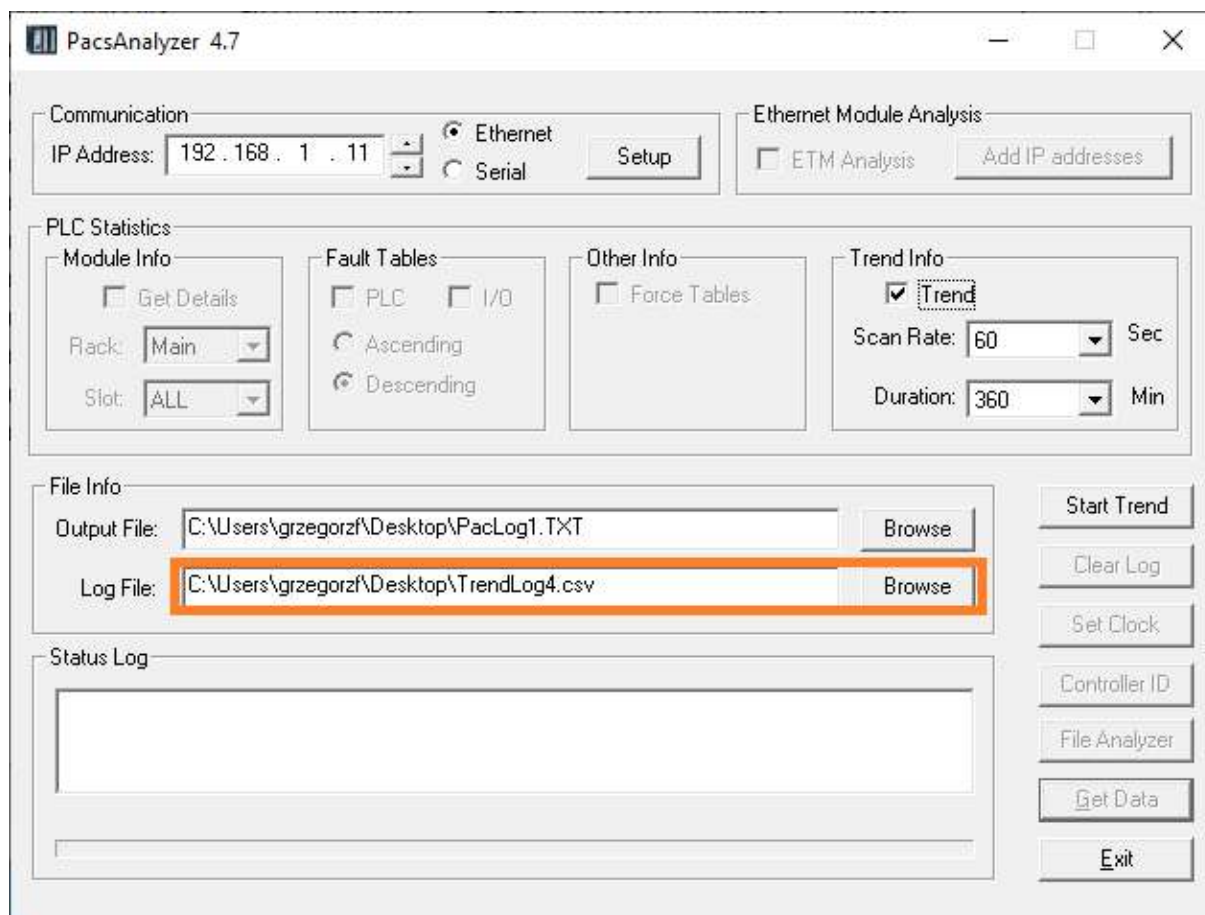 PacsAnalyzer 4.7
Communication
IP Address: 192 . 168 . 1 . 11
Ethernet
Serial
Setup
Ethernet Module Analysis
ETM Analysis
Add IP addresses
PLC Statistics
Module Info
Get Details
Rack: Main
Slot: ALL
Fault Tables
PLC I/O
Ascending
Descending
Other Info
Force Tables
Trend Info
Trend
Scan Rate: 60 Sec
Duration: 360 Min
File Info
Output File: C:\Users\grzegorzf\Desktop\PacLog1.TXT Browse
Log File: C:\Users\grzegorzf\Desktop\TrendLog4.csv Browse
Status Log
Start Trend
Clear Log
Set Clock
Controller ID
File Analyzer
Get Data
Exit